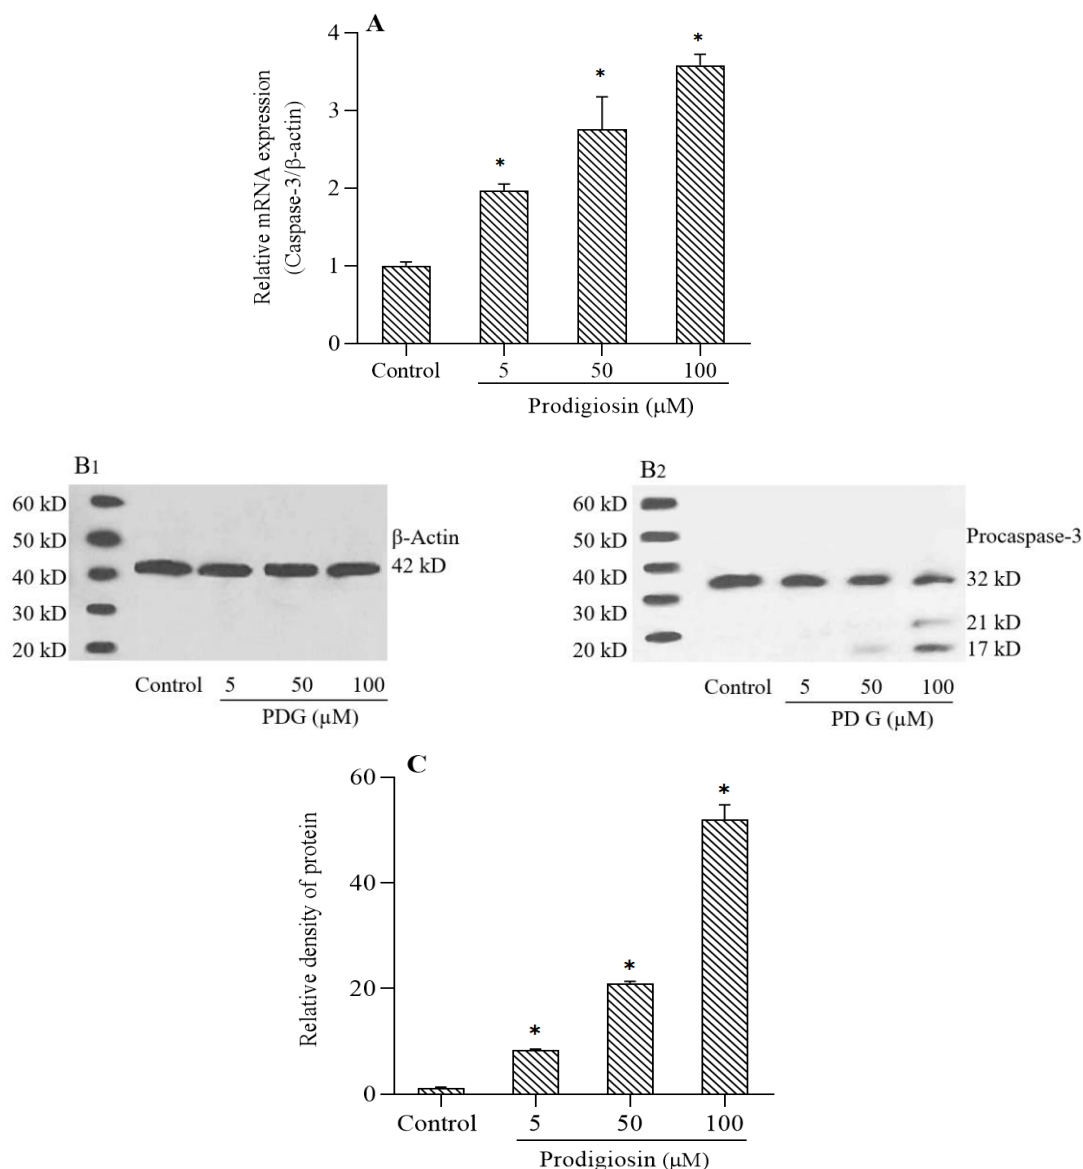 A
4
3
2
1
0
Relative mRNA expression
(Caspase-3/β-actin)
* * *
Control 5 50 100
Prodigiosin (µM)
B1
60 kD
50 kD
40 kD
30 kD
20 kD
β-Actin
42 kD
Control 5 50 100
PDG (µM)
B2
60 kD
50 kD
40 kD
30 kD
20 kD
Procaspase-3
32 kD
21 kD
17 kD
Control 5 50 100
PD G (µM)
C
60
40
20
0
Relative density of protein
* * *
Control 5 50 100
Prodigiosin (µM)